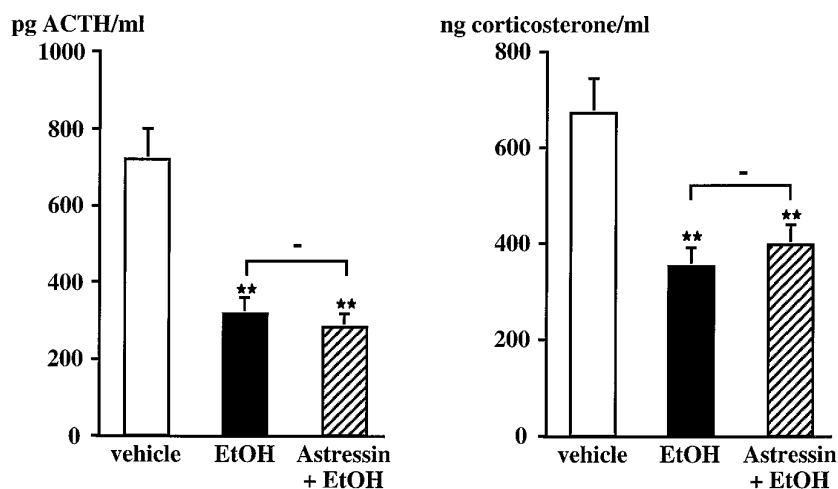 pg ACTH/ml
1000
800
600
400
200
0
**
**
-
vehicle
EtOH
Astressin
+ EtOH
ng corticosterone/ml
800
600
400
200
0
**
**
-
vehicle
EtOH
Astressin
+ EtOH